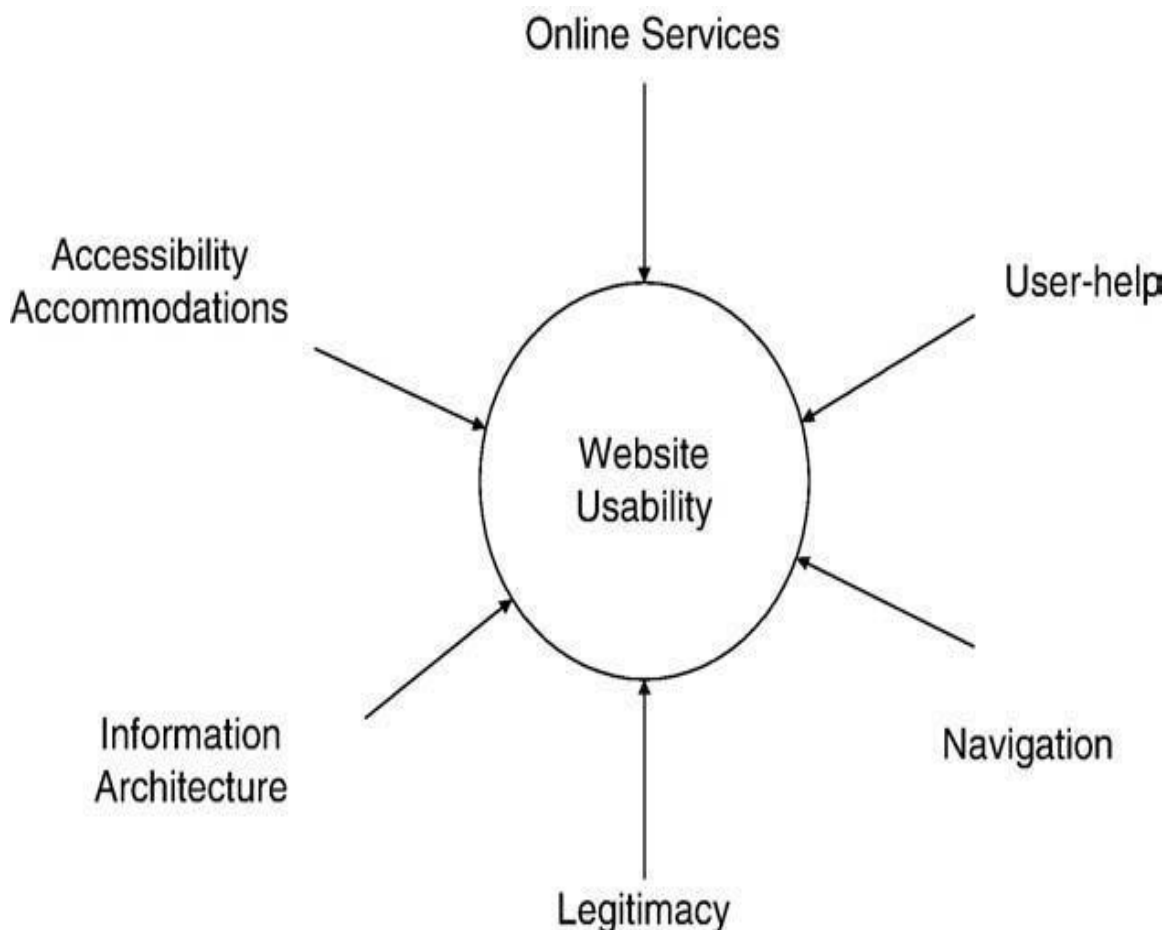 Online Services
Accessibility
Accommodations
User-help
Website
Usability
Information
Architecture
Navigation
Legitimacy